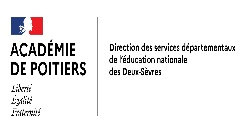 ACADÉMIE
DE POITIERS
Liberté
Égalité
Fraternité
Direction des services départementaux
de l'éducation nationale
des Deux-Sèvres